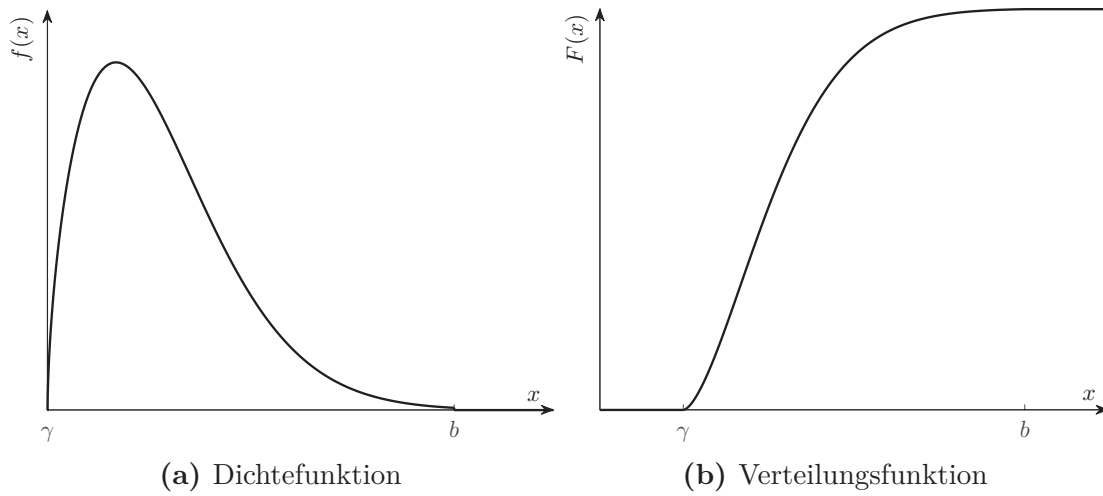 f(x)
x
γ
b
(a) Dichtefunktion
F(x)
x
γ
b
(b) Verteilungsfunktion